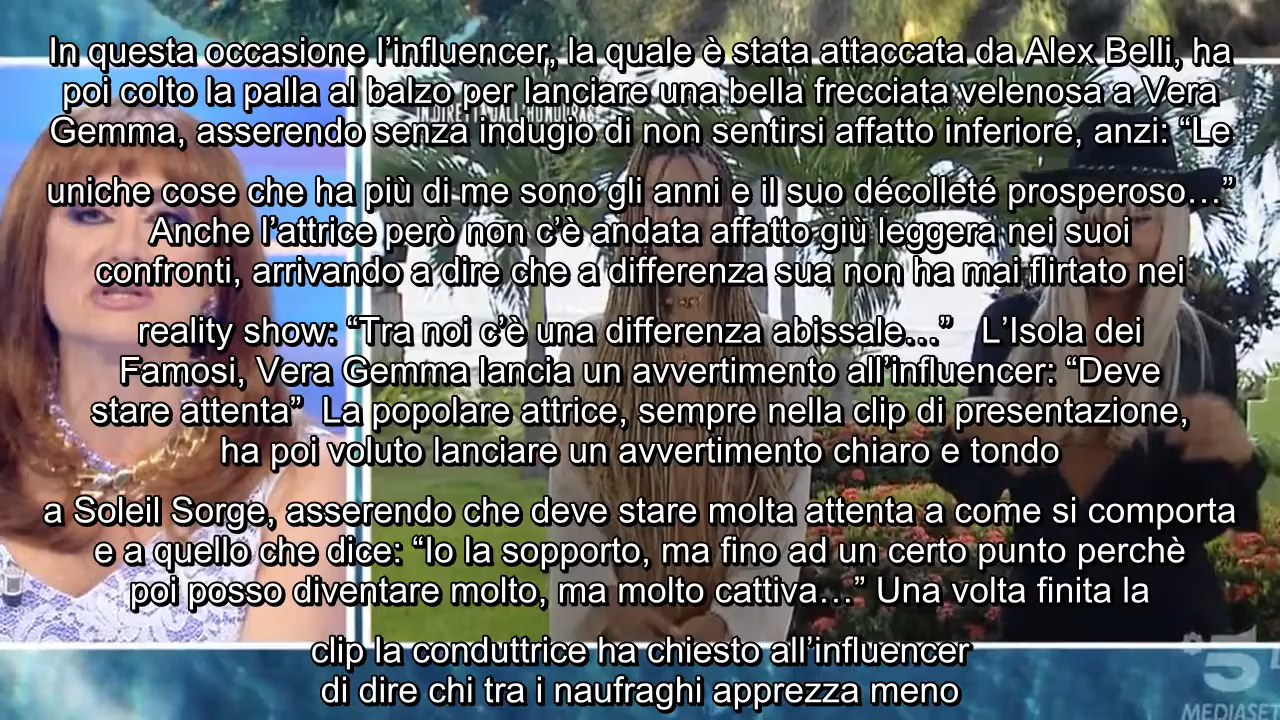 In questa occasione l’influencer, la quale è stata attaccata da Alex Belli, ha
poi colto la palla al balzo per lanciare una bella frecciata velenosa a Vera
IN DIRETTA DALL'HONDURAS
Gemma, asserendo senza indugio di non sentirsi affatto inferiore, anzi: “Le
uniche cose che ha più di me sono gli anni e il suo décolleté prosperoso…”
Anche l’attrice però non c’è andata affatto giù leggera nei suoi
confronti, arrivando a dire che a differenza sua non ha mai flirtato nei
reality show: “Tra noi c’è una differenza abissale…”   L’Isola dei
Famosi, Vera Gemma lancia un avvertimento all’influencer: “Deve
stare attenta”  La popolare attrice, sempre nella clip di presentazione,
ha poi voluto lanciare un avvertimento chiaro e tondo
a Soleil Sorge, asserendo che deve stare molta attenta a come si comporta
e a quello che dice: “Io la sopporto, ma fino ad un certo punto perchè
poi posso diventare molto, ma molto cattiva…” Una volta finita la
clip la conduttrice ha chiesto all’influencer
di dire chi tra i naufraghi apprezza meno
5
MEDIASET